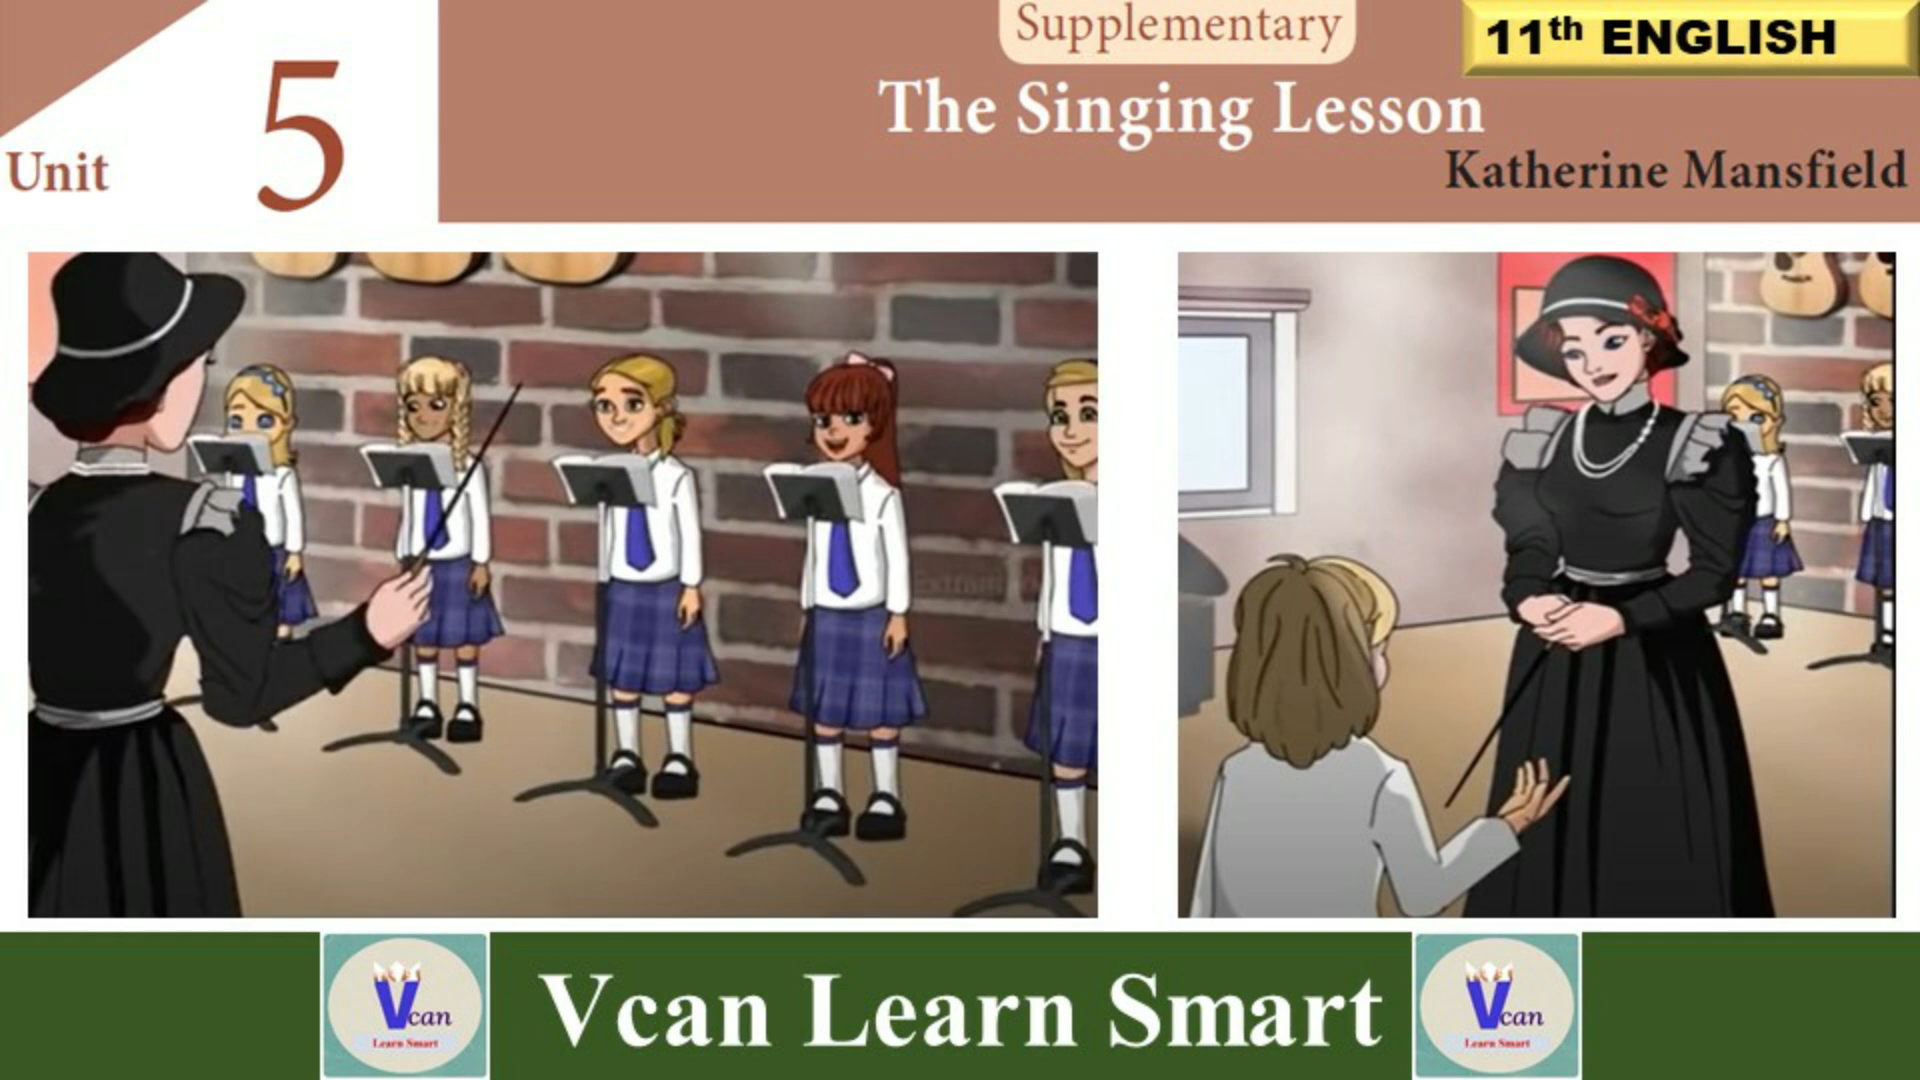 Supplementary
11th ENGLISH
The Singing Lesson
Unit 5
Katherine Mansfield
Vcan
Learn Smart
Vcan Learn Smart
Vcan
Learn Smart